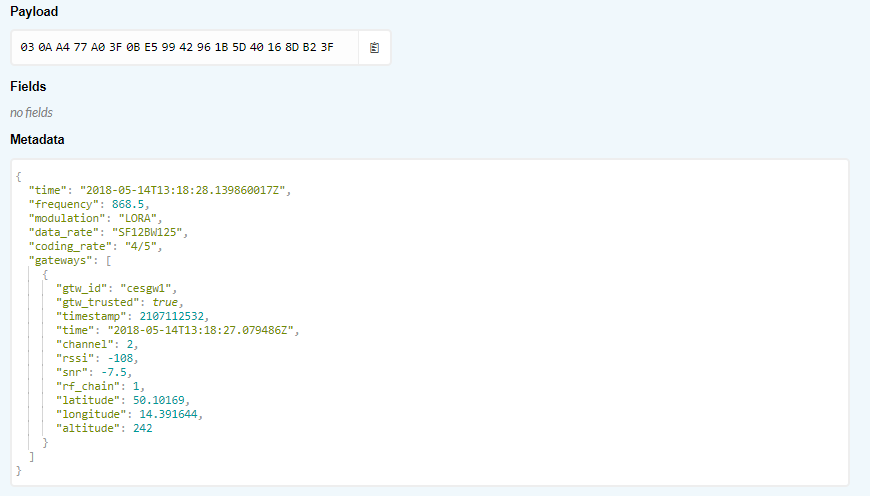 Payload
03 0A A4 77 A0 3F 0B E5 99 42 96 1B 5D 40 16 8D B2 3F
Fields
no fields
Metadata
{
"time": "2018-05-14T13:18:28.139860017Z",
"frequency": 868.5,
"modulation": "LORA",
"data_rate": "SF12BW125",
"coding_rate": "4/5",
"gateways": [
{
"gtw_id": "cesgw1",
"gtw_trusted": true,
"timestamp": 2107112532,
"time": "2018-05-14T13:18:27.079486Z",
"channel": 2,
"rssi": -108,
"snr": -7.5,
"rf_chain": 1,
"latitude": 50.10169,
"longitude": 14.391644,
"altitude": 242
}
]
}